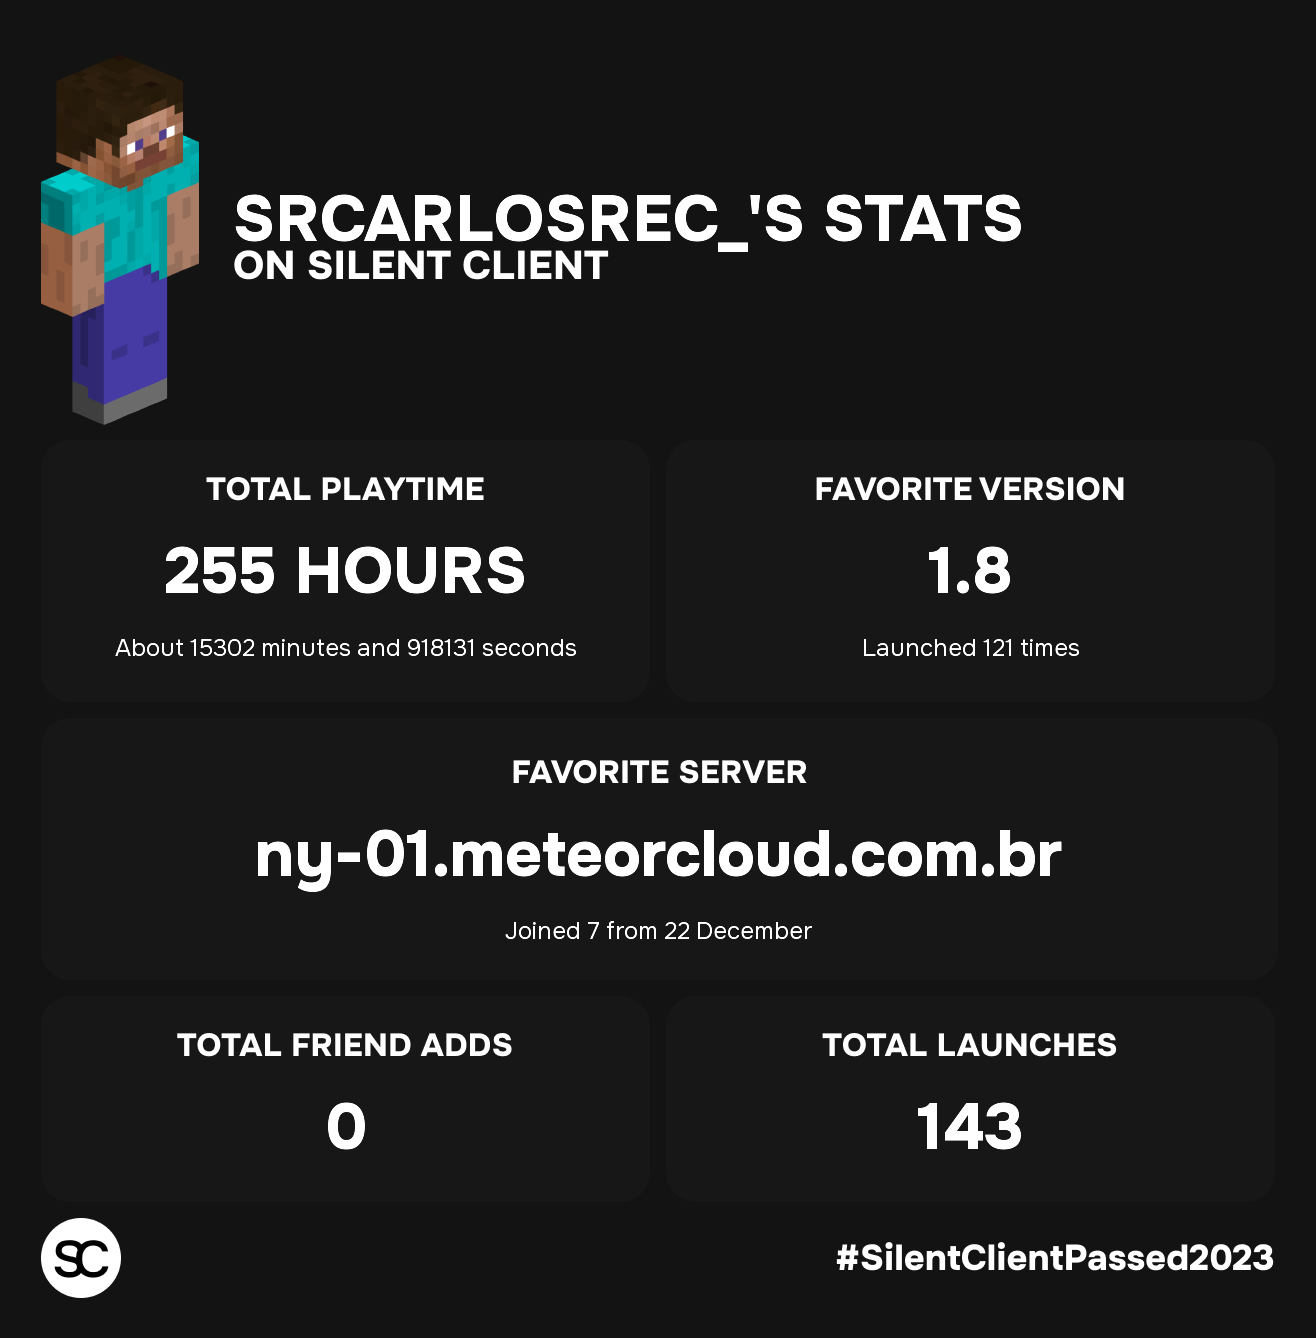 SRCARLOSREC_'S STATS
ON SILENT CLIENT
TOTAL PLAYTIME
255 HOURS
About 15302 minutes and 918131 seconds
FAVORITE VERSION
1.8
Launched 121 times
FAVORITE SERVER
ny-01.meteorcloud.com.br
Joined 7 from 22 December
TOTAL FRIEND ADDS
0
TOTAL LAUNCHES
143
SC
#SilentClientPassed2023